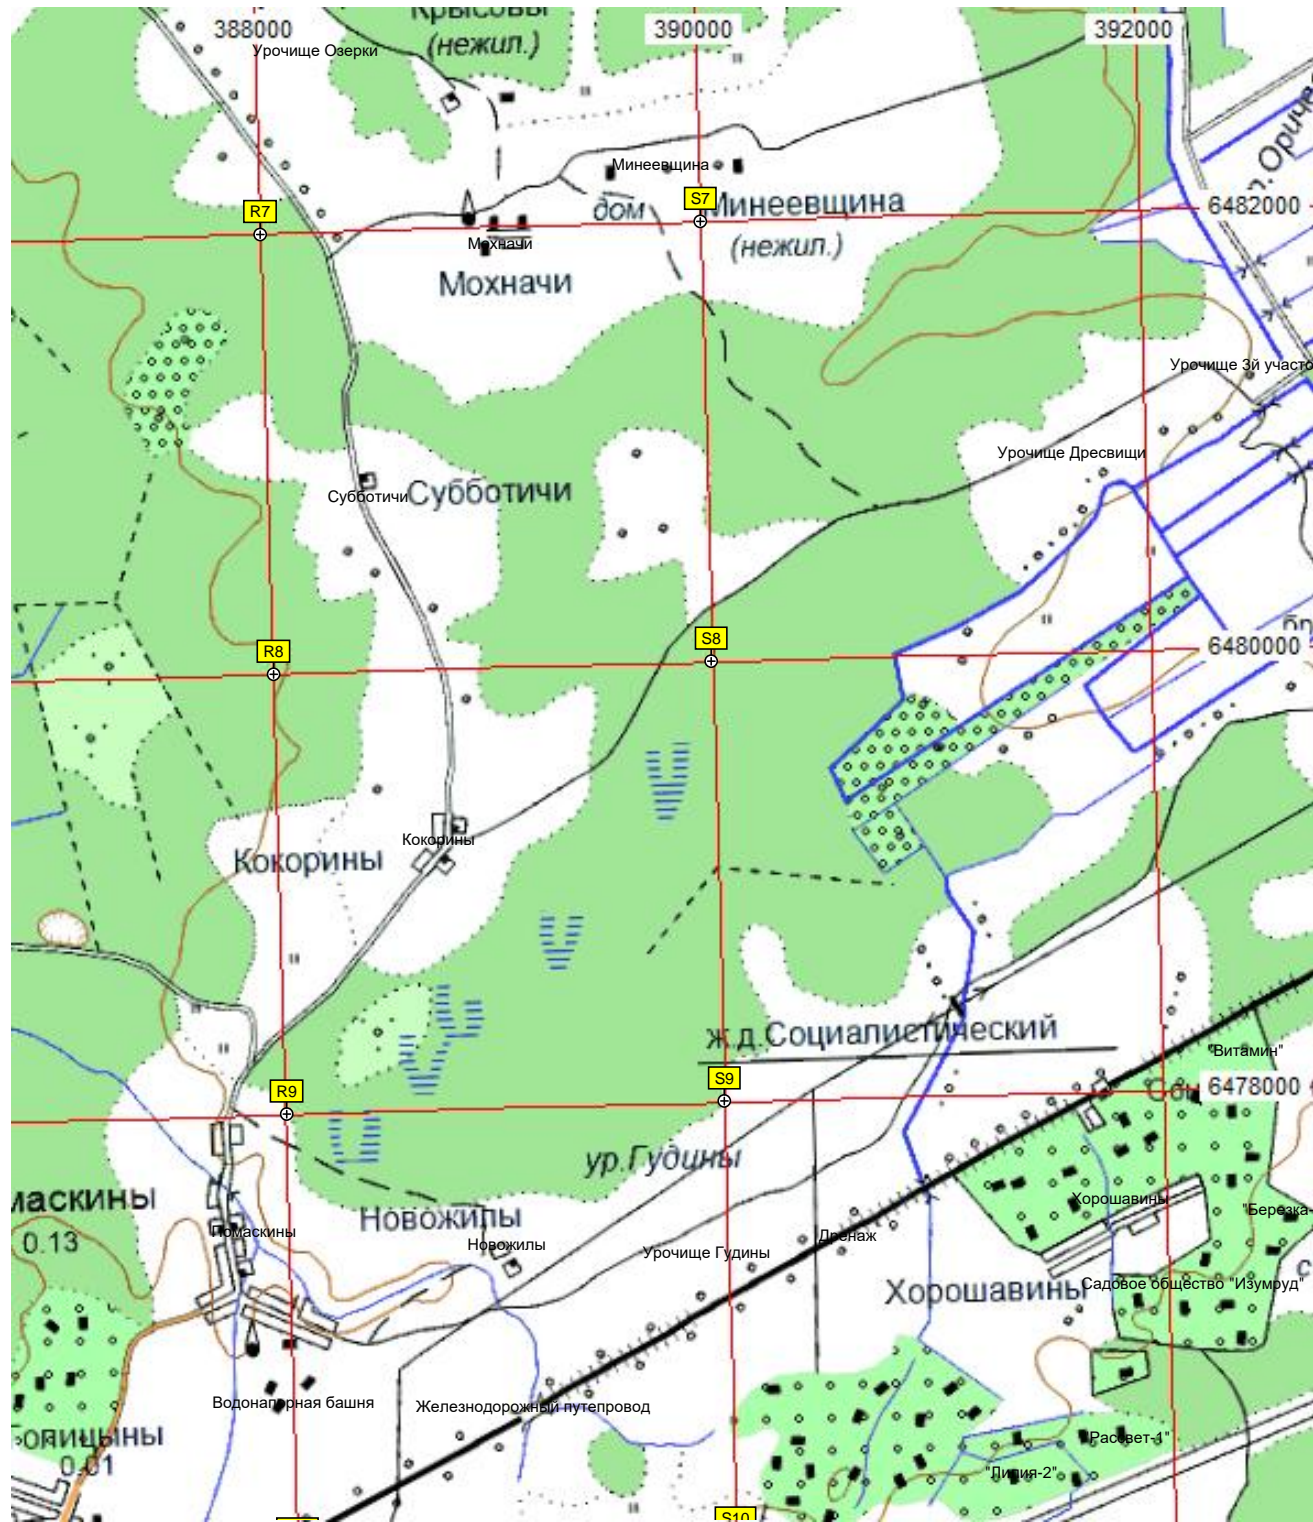 Крысовы
(нежил.)
388000
390000
392000
Урочище Озерки
Минеевщина
R7
S7
дом
Минеевщина
(нежил.)
6482000
Мохначи
Мохначи
Урочище 3й участо
Урочище Дресвищи
Субботичи
Субботичи
R8
S8
6480000
Кокорины
Кокорины
ж.д.Социалистический
"Витамин"
R9
S9
6478000
ур.Гудины
маскины
0.13
Помаскины
Новожилы
Новожилы
Хорошавины
"Березка-
Дренаж
Урочище Гудины
Хорошавины
Садовое общество "Изумруд"
Водонапорная башня
Железнодорожный путепровод
"Рассвет-1"
0.01
"Лилия-2"
S10